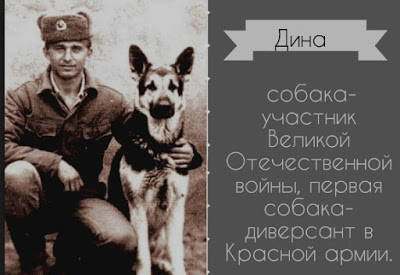 Дина
собака-
участник
Великой
Отечественной
войны, первая
собака-
диверсант в
Красной армии.